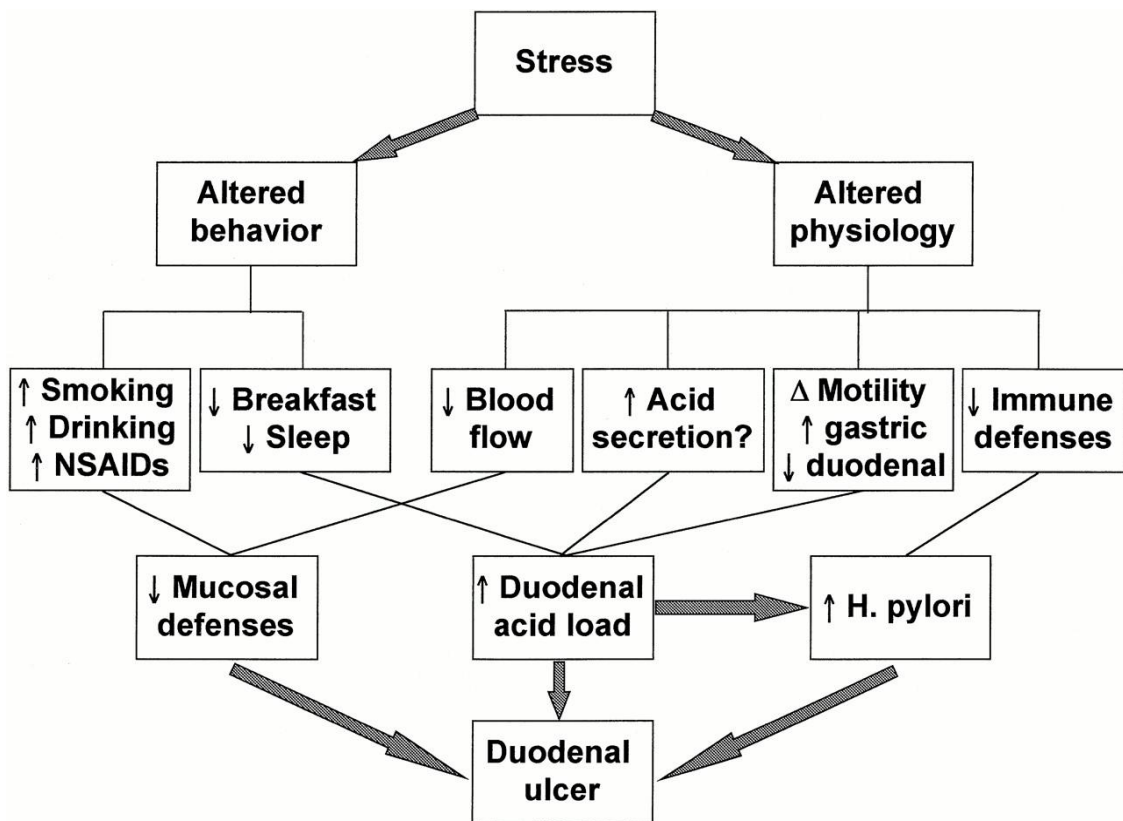 Stress
Altered
behavior
Altered
physiology
↑ Smoking
↑ Drinking
↑ NSAIDs
↓ Breakfast
↓ Sleep
↓ Blood
flow
↑ Acid
secretion?
Δ Motility
↑ gastric
↓ duodenal
↓ Immune
defenses
↓ Mucosal
defenses
↑ Duodenal
acid load
↑ H. pylori
Duodenal
ulcer